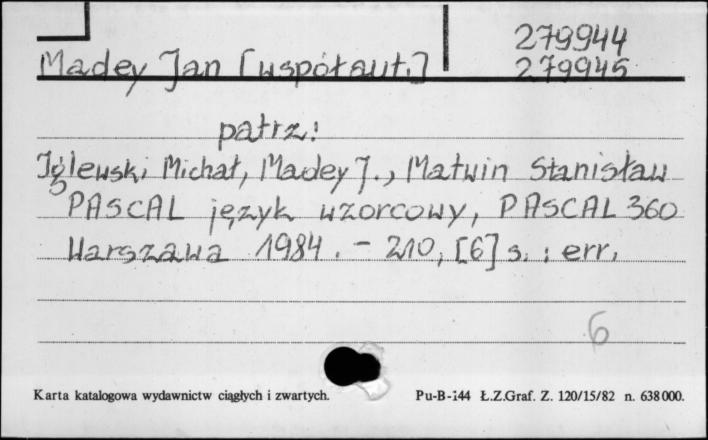 279944
Madey Jan [współaut.] 279945
patrz:
Iglewski Michał, Madey J., Matwin Stanisław
PASCAL język wzorcowy, PASCAL 360
Warszawa 1984. - 210, [6] s. : err.
6
Karta katalogowa wydawnictw ciągłych i zwartych. Pu-B-144 Ł.Z.Graf. Z. 120/15/82 n. 638000.